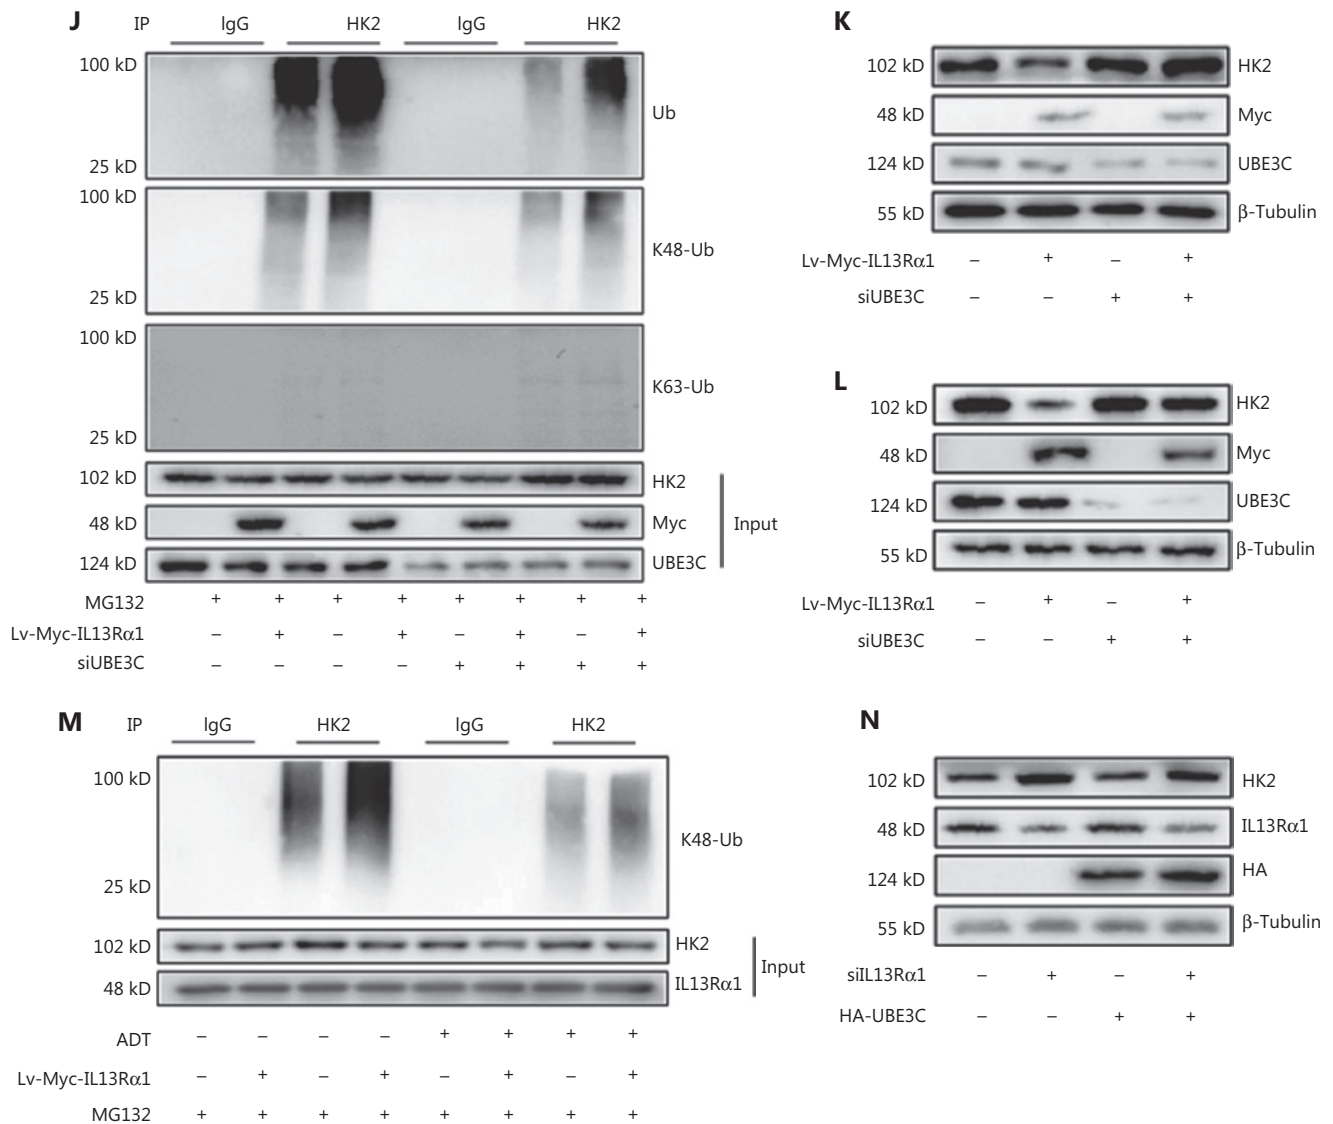 J
IP IgG HK2 IgG HK2
100 kD
Ub
25 kD
100 kD
K48-Ub
25 kD
100 kD
K63-Ub
25 kD
102 kD HK2
48 kD Myc Input
124 kD UBE3C
MG132 + + + + + + + +
Lv-Myc-IL13Rα1 – + – + – + – +
siUBE3C – – – – + + + +
K
102 kD HK2
48 kD Myc
124 kD UBE3C
55 kD β-Tubulin
Lv-Myc-IL13Rα1 – + – +
siUBE3C – – + +
L
102 kD HK2
48 kD Myc
124 kD UBE3C
55 kD β-Tubulin
Lv-Myc-IL13Rα1 – + – +
siUBE3C – – + +
M
IP IgG HK2 IgG HK2
100 kD
K48-Ub
25 kD
102 kD HK2
Input
48 kD IL13Rα1
ADT – – – – + + + +
Lv-Myc-IL13Rα1 – + – + – + – +
MG132 + + + + + + + +
N
102 kD HK2
48 kD IL13Rα1
124 kD HA
55 kD β-Tubulin
siIL13Rα1 – + – +
HA-UBE3C – – + +